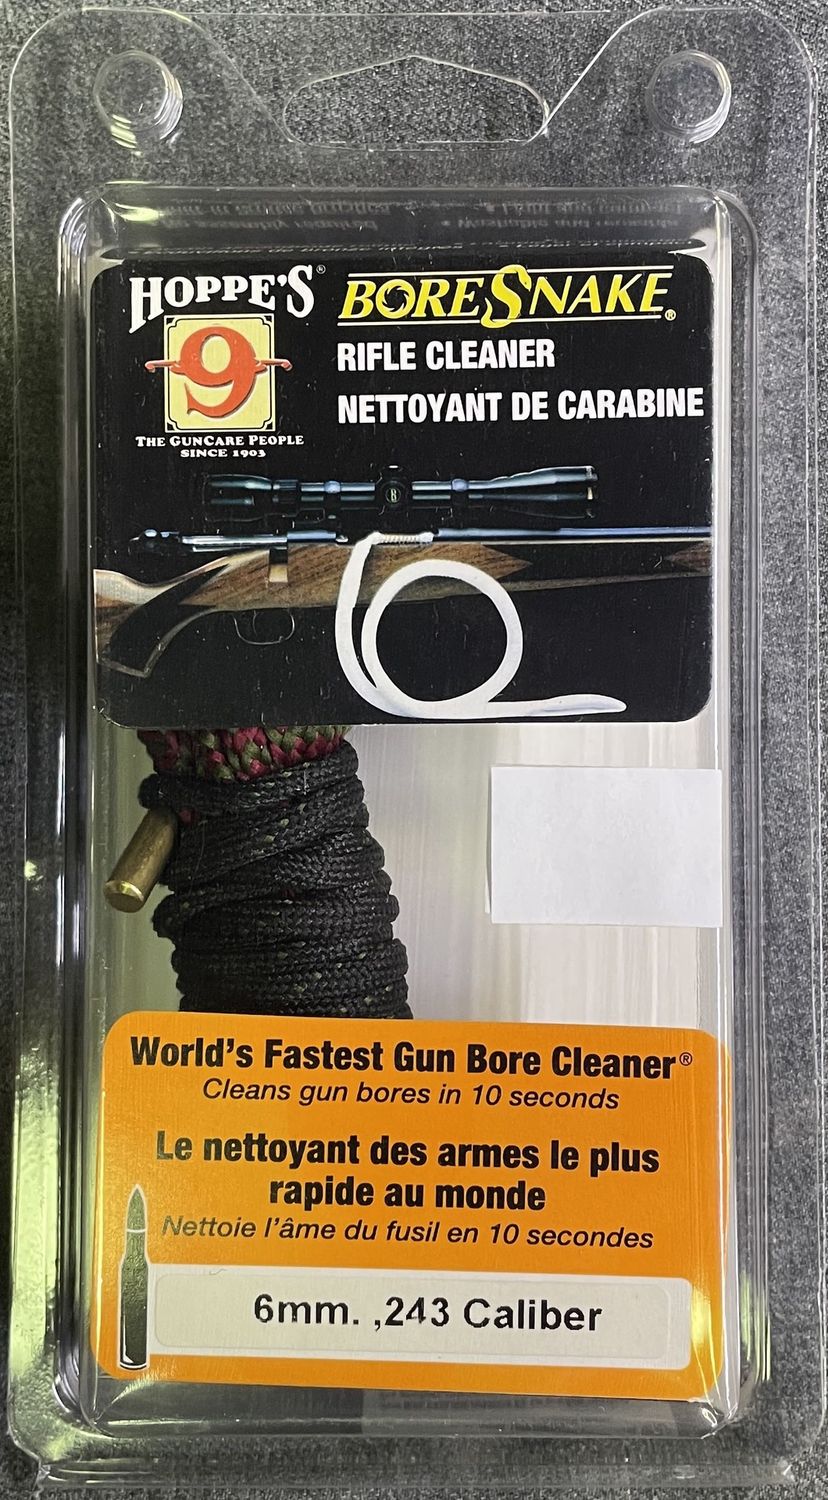 HOPPE'S®
9
THE GUNCARE PEOPLE
SINCE 1903
BORESNAKE®
RIFLE CLEANER
NETTOYANT DE CARABINE
B
World's Fastest Gun Bore Cleaner®
Cleans gun bores in 10 seconds
Le nettoyant des armes le plus
rapide au monde
Nettoie l'âme du fusil en 10 secondes
6mm. ,243 Caliber